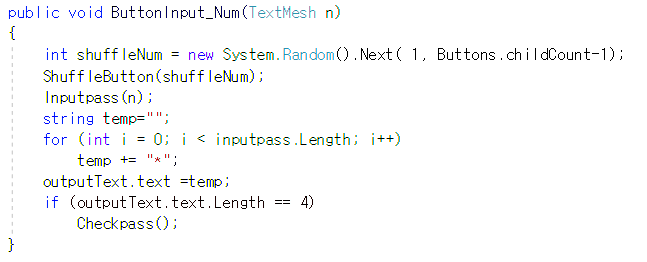 public void ButtonInput_Num(TextMesh n)
{
int shuffleNum = new System.Random().Next( 1, Buttons.childCount-1);
ShuffleButton(shuffleNum);
Inputpass(n);
string temp="";
for (int i = 0; i < inputpass.Length; i++)
temp += "*";
outputText.text =temp;
if (outputText.text.Length == 4)
Checkpass();
}